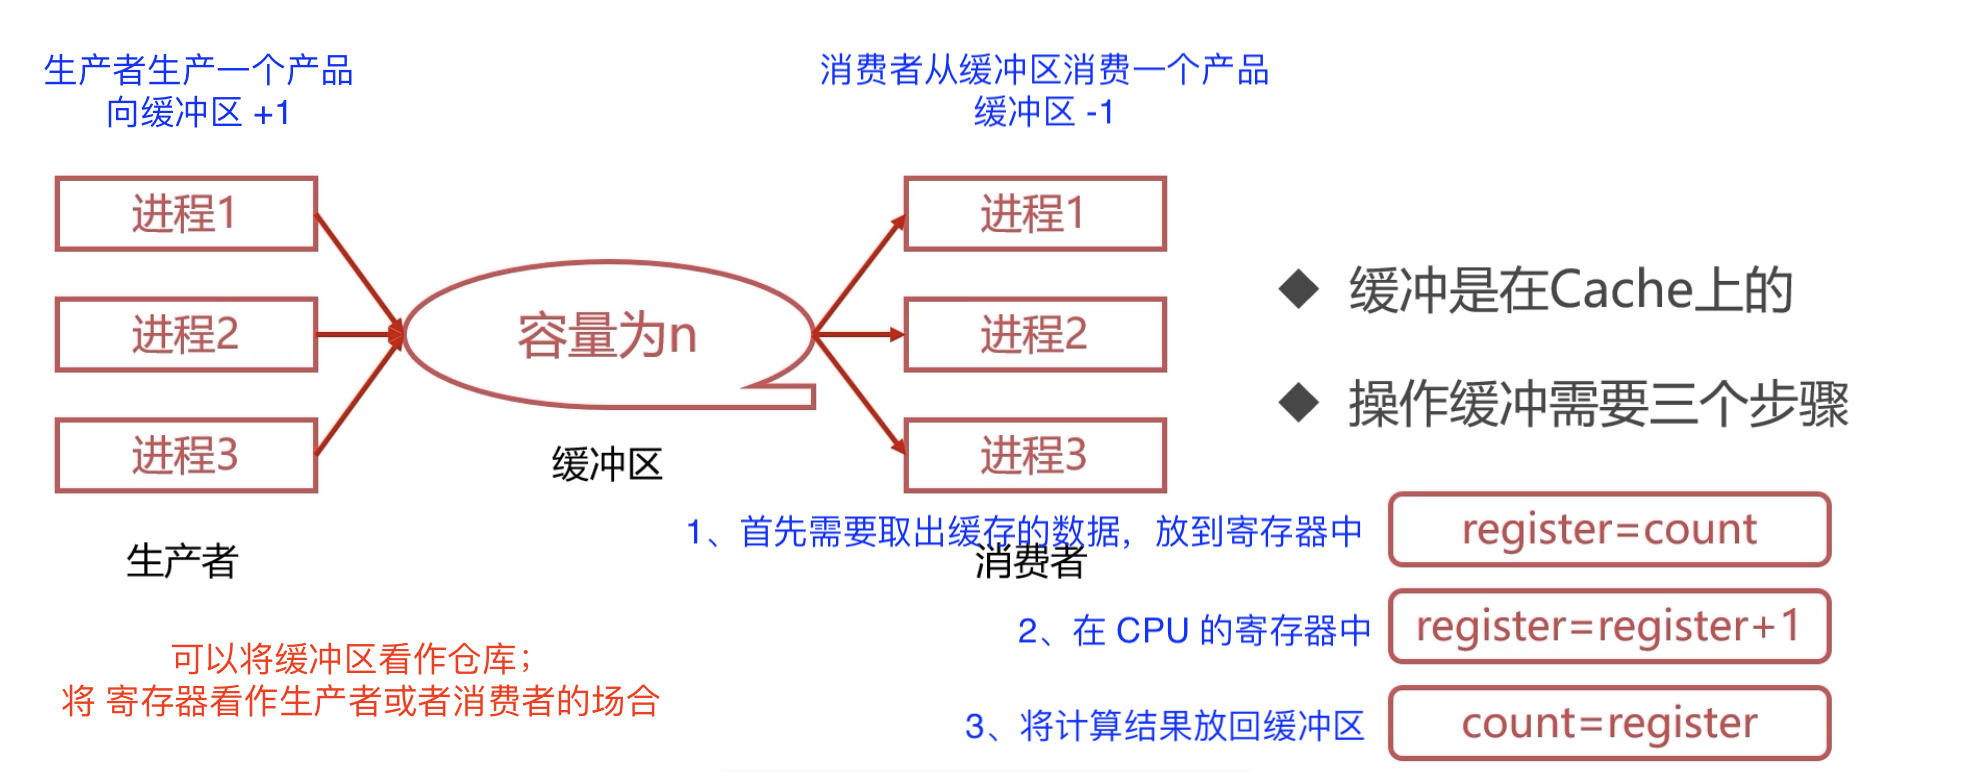 生产者生产一个产品
向缓冲区 +1
消费者从缓冲区消费一个产品
缓冲区 -1
进程1
进程2
进程3
容量为n
缓冲区
进程1
进程2
进程3
生产者
消费者
可以将缓冲区看作仓库；
将 寄存器看作生产者或者消费者的场合
◆ 缓冲是在Cache上的
◆ 操作缓冲需要三个步骤
1、首先需要取出缓存的数据，放到寄存器中
register=count
2、在 CPU 的寄存器中
register=register+1
3、将计算结果放回缓冲区
count=register